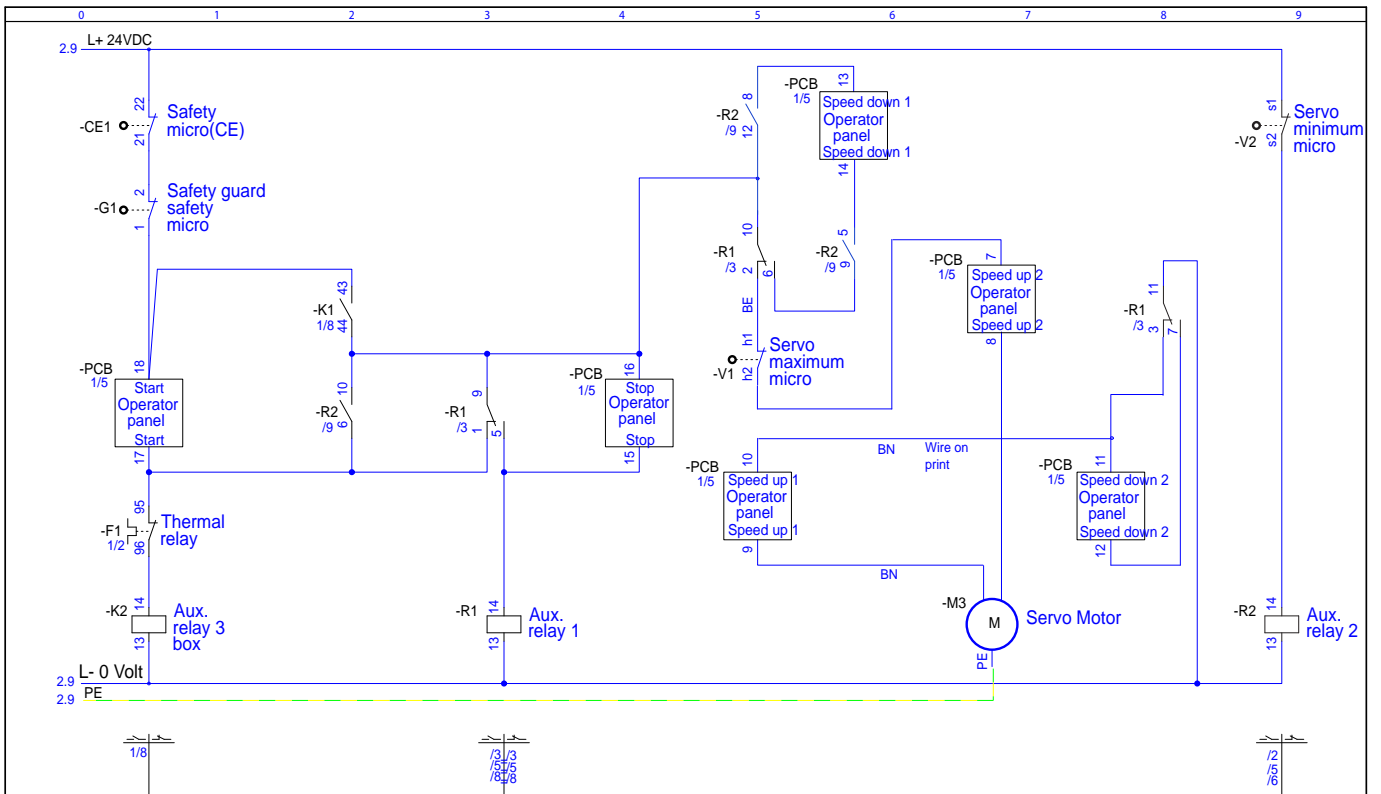 0 1 2 3 4 5 6 7 8 9
L+ 24VDC
2.9
22
-CE1
21
Safety
micro(CE)
2
-G1
1
Safety guard
safety
micro
43
-K1
1/8
44
18
-PCB
1/5
Start
Operator
panel
Start
17
10
-R2
/9
6
9
-R1
/3
1
5
16
-PCB
1/5
Stop
Operator
panel
Stop
15
95
-F1
1/2
96
Thermal
relay
14
-K2
13
Aux.
relay 3
box
14
-R1
13
Aux.
relay 1
8
-R2
/9
12
13
-PCB
1/5
Speed down 1
Operator
panel
Speed down 1
14
10
-R1
/3
2
6
5
-R2
/9
9
BE
h1
-V1
h2
Servo
maximum
micro
7
-PCB
1/5
Speed up 2
Operator
panel
Speed up 2
8
11
-R1
/3
3
7
BN
Wire on
print
10
-PCB
1/5
Speed up 1
Operator
panel
Speed up 1
9
BN
11
-PCB
1/5
Speed down 2
Operator
panel
Speed down 2
12
-M3
M
Servo Motor
PE
s1
-V2
s2
Servo
minimum
micro
14
-R2
13
Aux.
relay 2
L- 0 Volt
2.9
PE
2.9
1/8
/3 /3
/5 /5
/8 /8
/2
/5